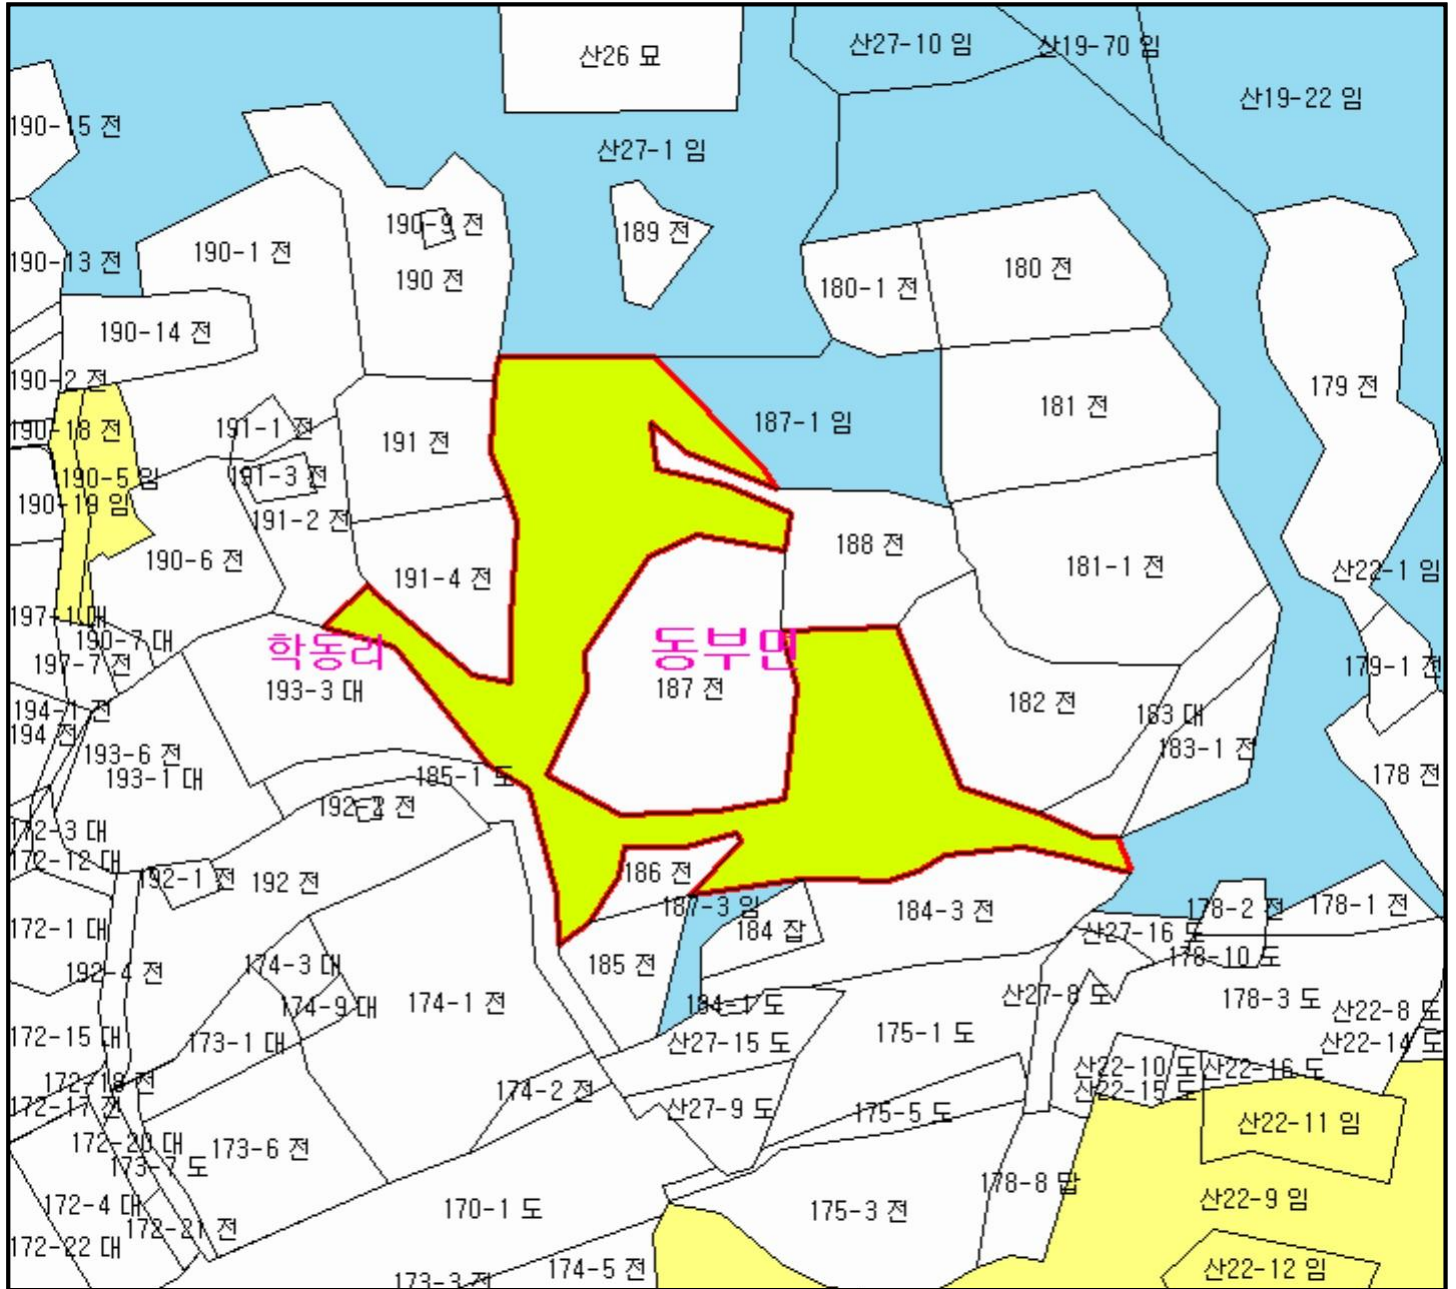 산26 묘
산27-10 임
산19-70 임
산19-22 임
190-15 전
산27-1 임
190-9 전
189 전
190-1 전
190-13 전
190 전
180-1 전
180 전
190-14 전
190-2 전
179 전
181 전
187-1 임
190-18 전
191-1 전
191 전
190-5 임
191-3 전
190-19 임
191-2 전
188 전
190-6 전
191-4 전
181-1 전
산22-1 임
197-1 대
190-7 대
학동리
동부면
197-7 전
193-3 대
187 전
179-1 전
194-1 전
194 전
182 전
183 대
193-6 전
183-1 전
193-1 대
185-1 도
178 전
192-2 전
172-3 대
172-12 대
192-1 전
192 전
186 전
187-3 임
184-3 전
178-2 전
178-1 전
172-1 대
184 잡
산27-16 도
192-4 전
174-3 대
185 전
178-10 도
174-9 대
174-1 전
184-1 도
산27-8 도
178-3 도
산22-8 도
172-15 대
173-1 대
산27-15 도
175-1 도
산22-14 도
172-18 전
174-2 전
산22-10 도
산22-16 도
172-17 전
산27-9 도
175-5 도
산22-15 도
172-20 대
173-7 도
173-6 전
산22-11 임
172-4 대
172-21 전
170-1 도
175-3 전
178-8 답
산22-9 임
172-22 대
173-3 전
174-5 전
산22-12 임